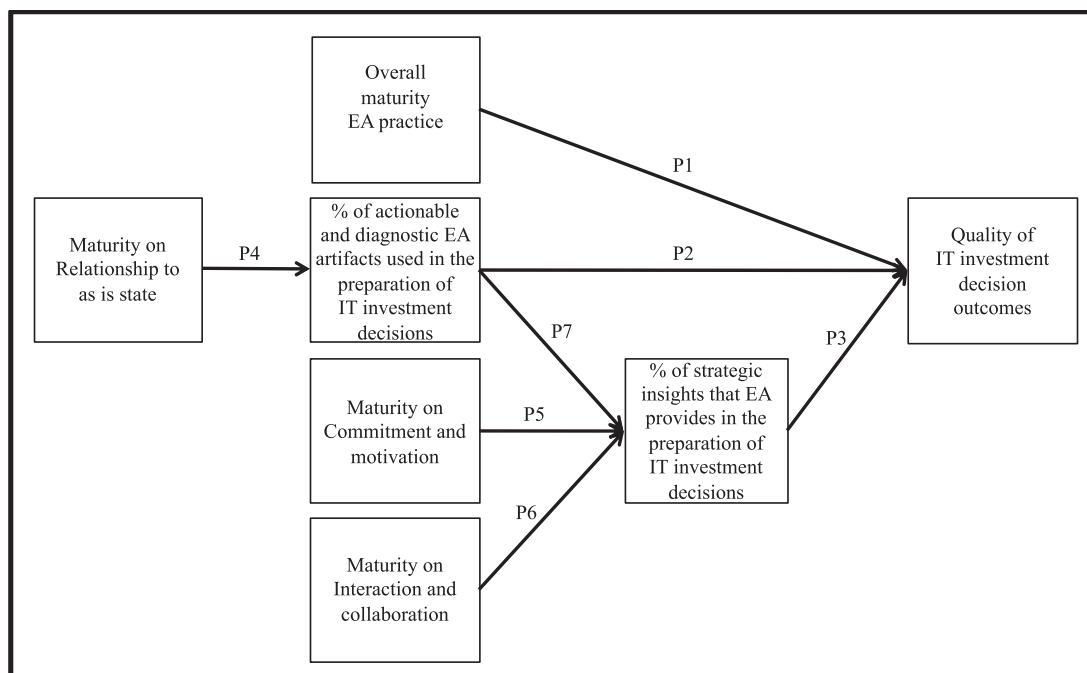 Overall
maturity
EA practice
P1
Maturity on
Relationship to
as is state
P4
% of actionable
and diagnostic EA
artifacts used in the
preparation of
IT investment
decisions
P2
Quality of
IT investment
decision
outcomes
P7
P3
Maturity on
Commitment and
motivation
P5
% of strategic
insights that EA
provides in the
preparation of
IT investment
decisions
P6
Maturity on
Interaction and
collaboration